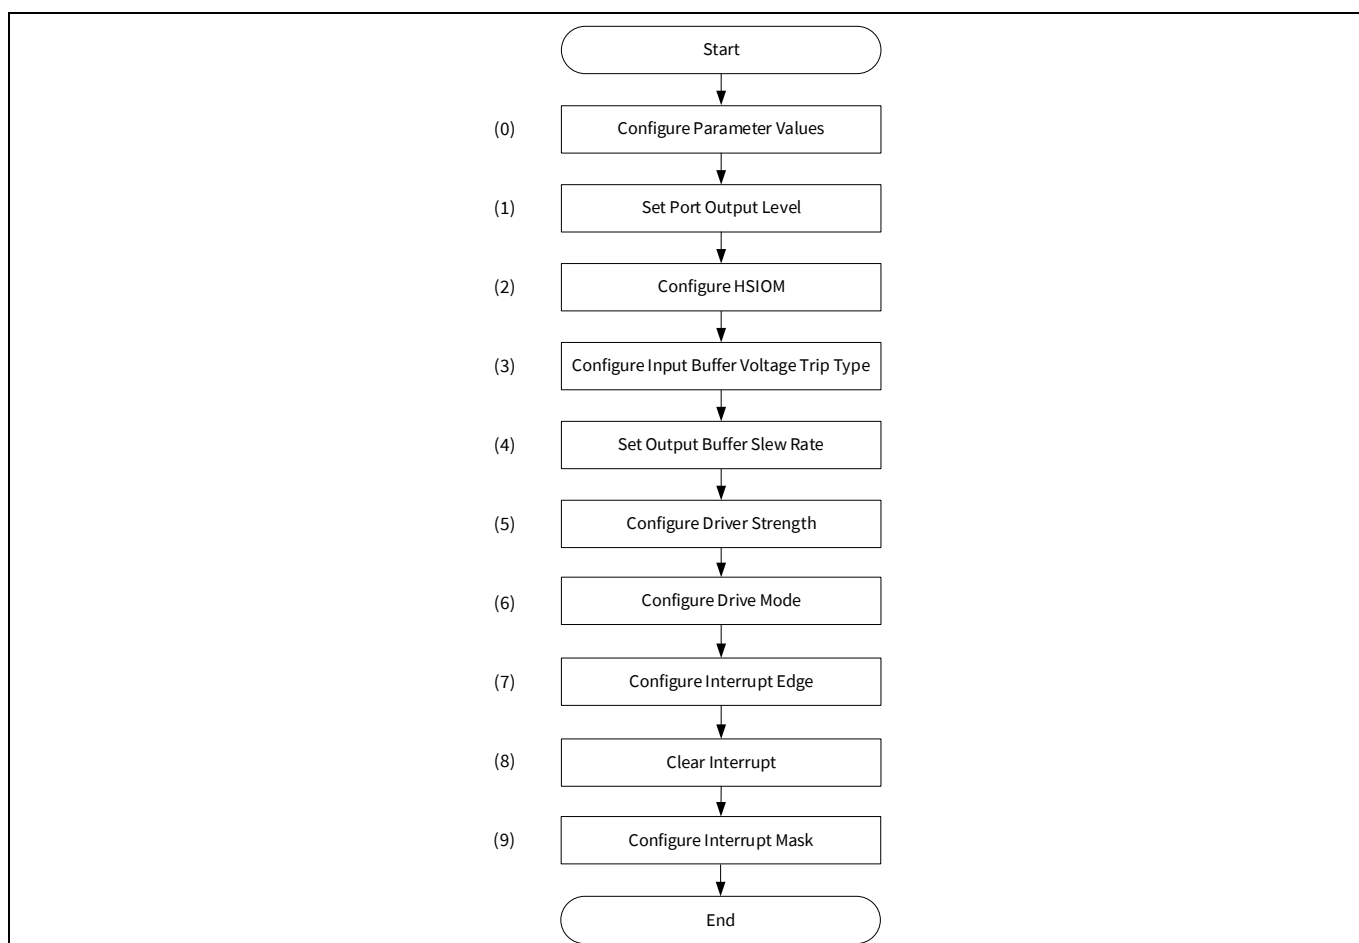 Start
(0) Configure Parameter Values
(1) Set Port Output Level
(2) Configure HSIOM
(3) Configure Input Buffer Voltage Trip Type
(4) Set Output Buffer Slew Rate
(5) Configure Driver Strength
(6) Configure Drive Mode
(7) Configure Interrupt Edge
(8) Clear Interrupt
(9) Configure Interrupt Mask
End